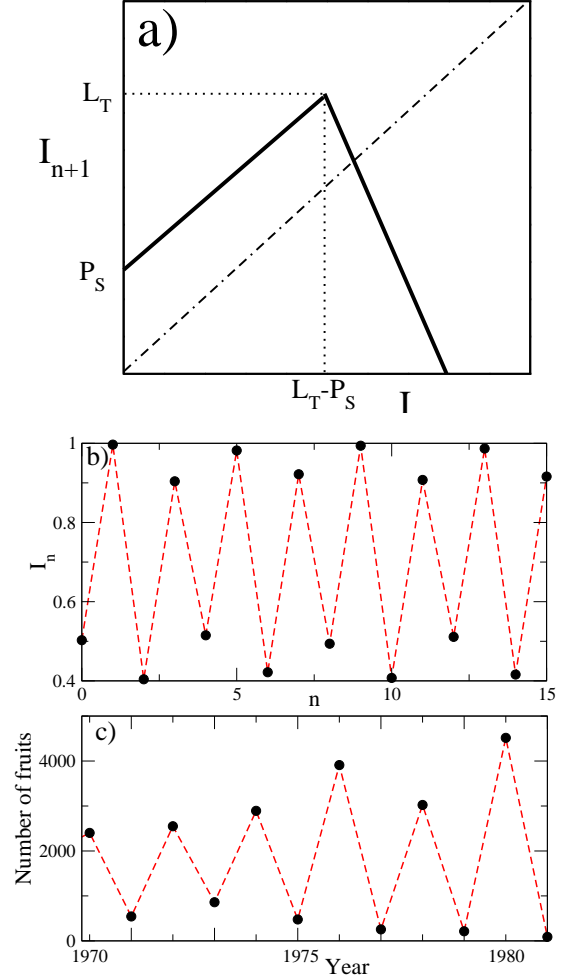 a)
L_T
I_{n+1}
P_S
L_T-P_S
b)
1
0.8
I_n
0.6
0.4
0
5
10
15
n
c)
4000
Number of fruits
2000
0
1970
1975
1980
Year